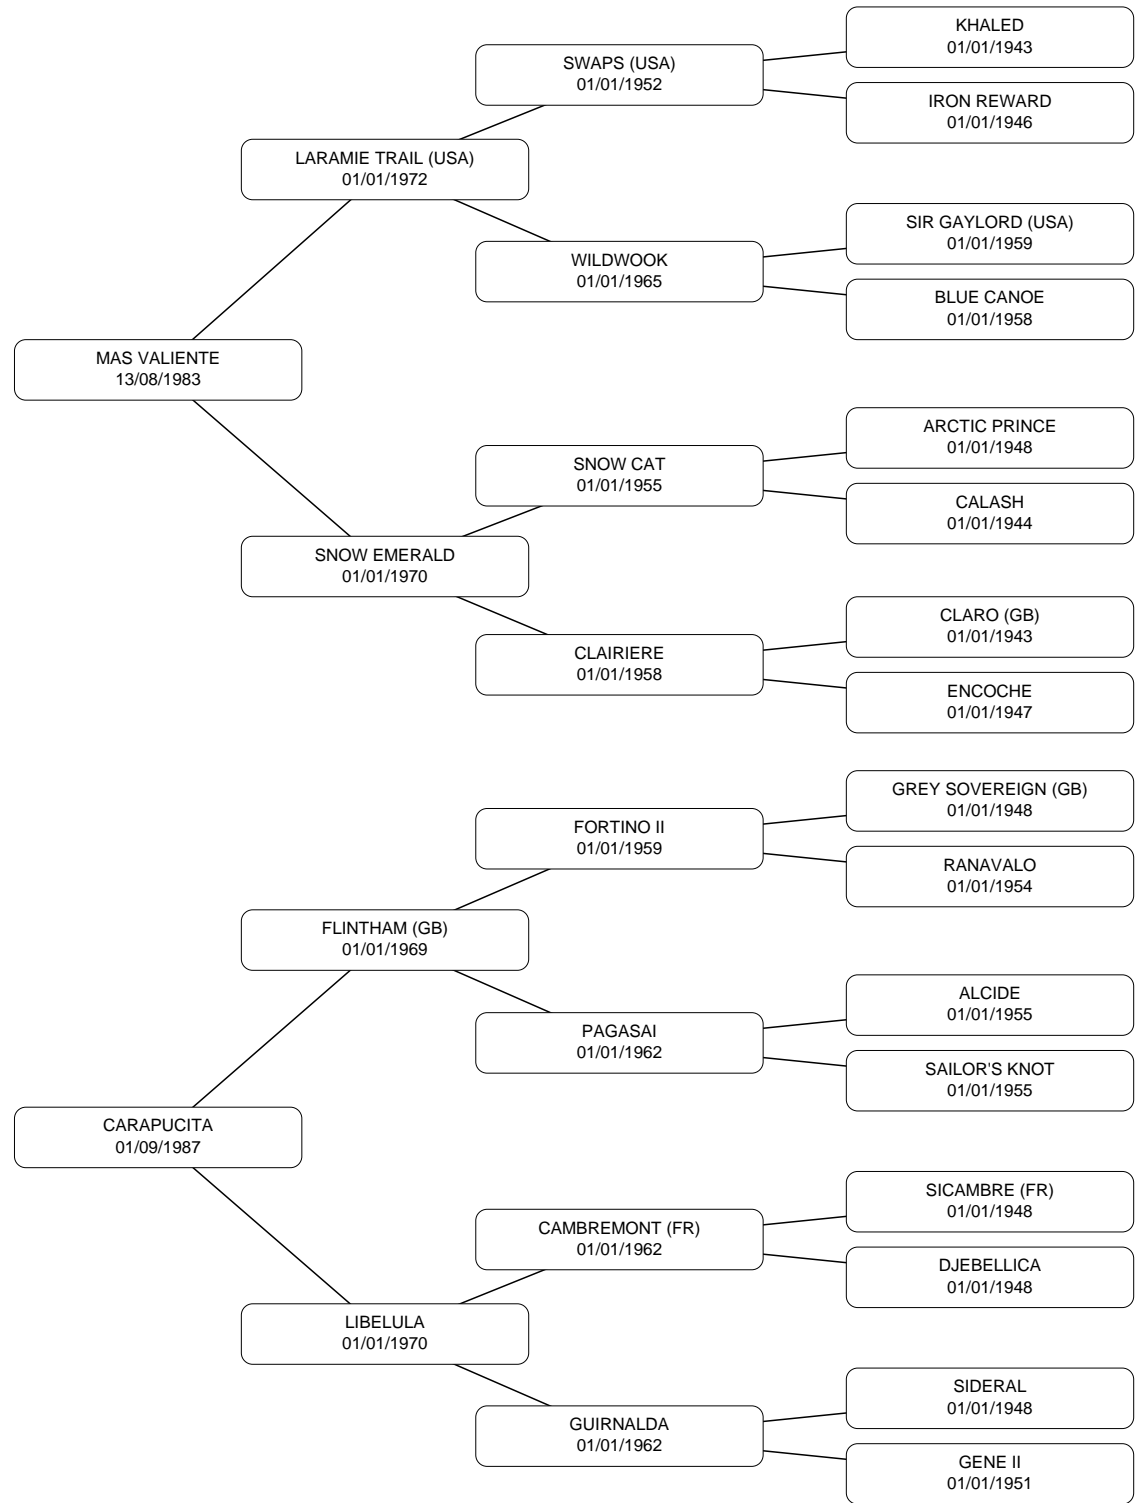 KHALED
01/01/1943
SWAPS (USA)
01/01/1952
IRON REWARD
01/01/1946
LARAMIE TRAIL (USA)
01/01/1972
SIR GAYLORD (USA)
01/01/1959
WILDWOOK
01/01/1965
BLUE CANOE
01/01/1958
MAS VALIENTE
13/08/1983
ARCTIC PRINCE
01/01/1948
SNOW CAT
01/01/1955
CALASH
01/01/1944
SNOW EMERALD
01/01/1970
CLARO (GB)
01/01/1943
CLAIRIERE
01/01/1958
ENCOCHE
01/01/1947
GREY SOVEREIGN (GB)
01/01/1948
FORTINO II
01/01/1959
RANAVALO
01/01/1954
FLINTHAM (GB)
01/01/1969
ALCIDE
01/01/1955
PAGASAI
01/01/1962
SAILOR'S KNOT
01/01/1955
CARAPUCITA
01/09/1987
SICAMBRE (FR)
01/01/1948
CAMBREMONT (FR)
01/01/1962
DJEBELLICA
01/01/1948
LIBELULA
01/01/1970
SIDERAL
01/01/1948
GUIRNALDA
01/01/1962
GENE II
01/01/1951